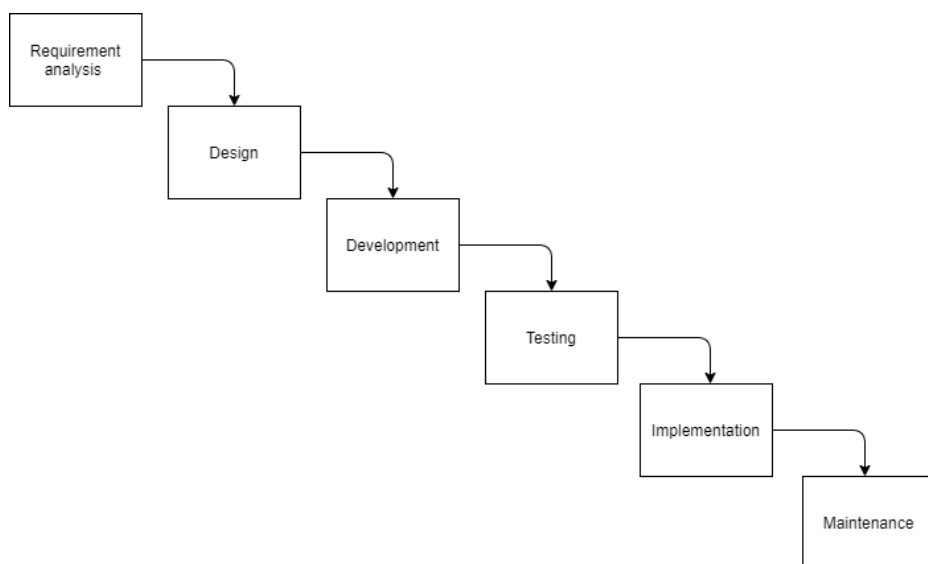 Requirement
analysis
Design
Development
Testing
Implementation
Maintenance